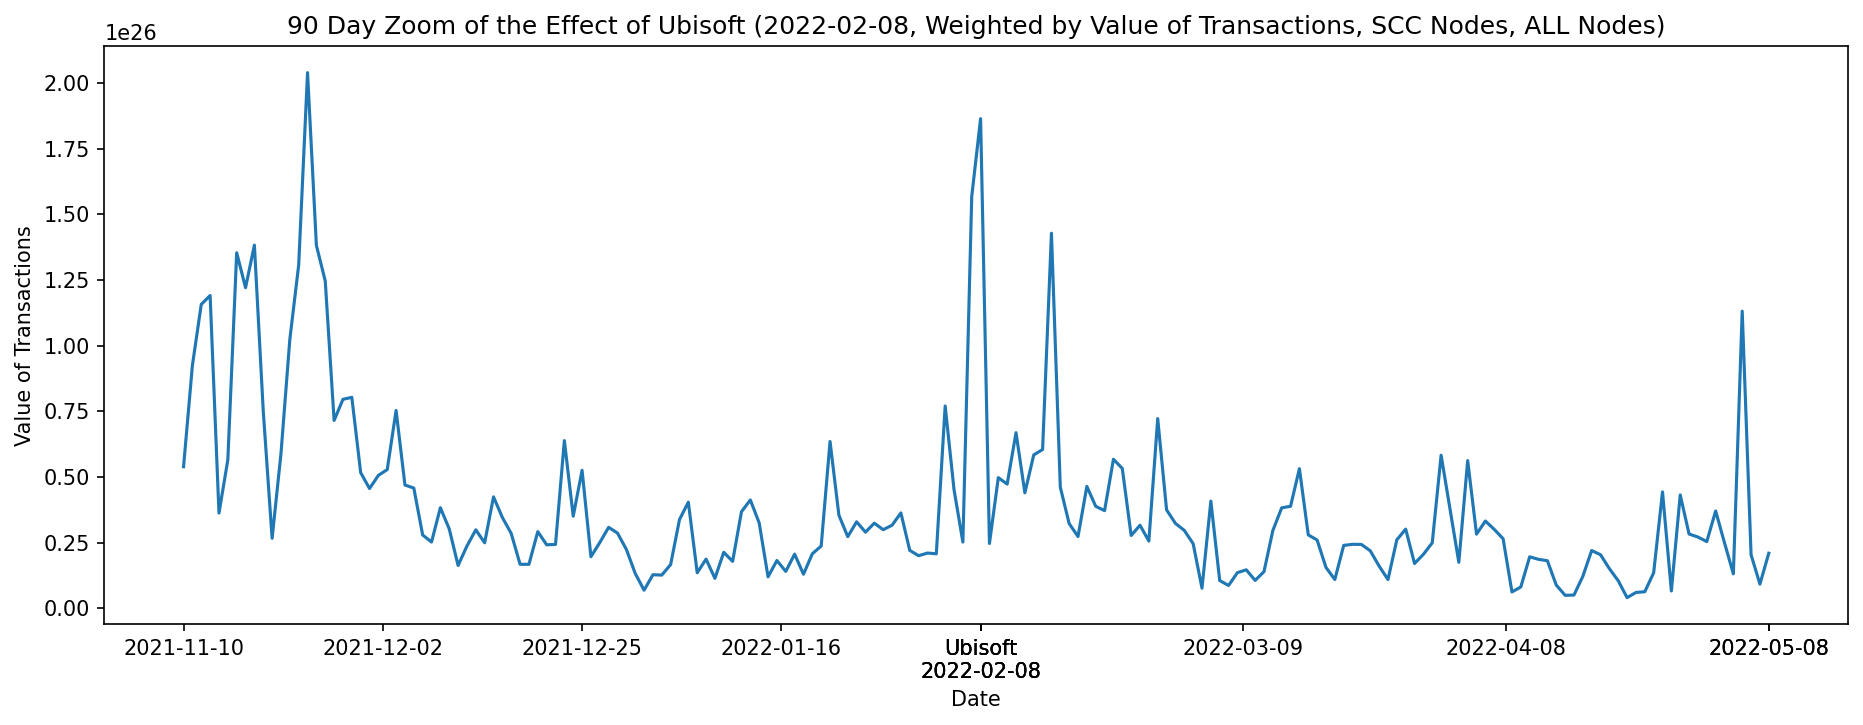 90 Day Zoom of the Effect of Ubisoft (2022-02-08, Weighted by Value of Transactions, SCC Nodes, ALL Nodes)
1e26
2.00
1.75
1.50
1.25
1.00
0.75
0.50
0.25
0.00
Value of Transactions
2021-11-10 2021-12-02 2021-12-25 2022-01-16 Ubisoft 2022-03-09 2022-04-08 2022-05-08
2022-02-08
Date